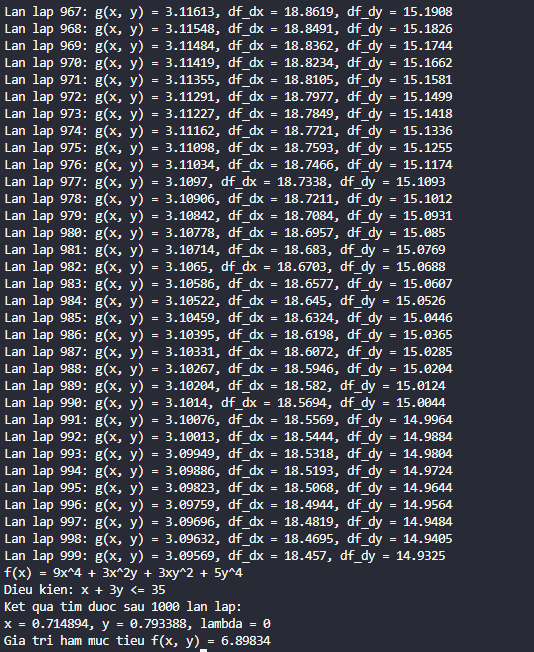 Lan lap 967: g(x, y) = 3.11613, df_dx = 18.8619, df_dy = 15.1908
Lan lap 968: g(x, y) = 3.11548, df_dx = 18.8491, df_dy = 15.1826
Lan lap 969: g(x, y) = 3.11484, df_dx = 18.8362, df_dy = 15.1744
Lan lap 970: g(x, y) = 3.11419, df_dx = 18.8234, df_dy = 15.1662
Lan lap 971: g(x, y) = 3.11355, df_dx = 18.8105, df_dy = 15.1581
Lan lap 972: g(x, y) = 3.11291, df_dx = 18.7977, df_dy = 15.1499
Lan lap 973: g(x, y) = 3.11227, df_dx = 18.7849, df_dy = 15.1418
Lan lap 974: g(x, y) = 3.11162, df_dx = 18.7721, df_dy = 15.1336
Lan lap 975: g(x, y) = 3.11098, df_dx = 18.7593, df_dy = 15.1255
Lan lap 976: g(x, y) = 3.11034, df_dx = 18.7466, df_dy = 15.1174
Lan lap 977: g(x, y) = 3.1097, df_dx = 18.7338, df_dy = 15.1093
Lan lap 978: g(x, y) = 3.10906, df_dx = 18.7211, df_dy = 15.1012
Lan lap 979: g(x, y) = 3.10842, df_dx = 18.7084, df_dy = 15.0931
Lan lap 980: g(x, y) = 3.10778, df_dx = 18.6957, df_dy = 15.085
Lan lap 981: g(x, y) = 3.10714, df_dx = 18.683, df_dy = 15.0769
Lan lap 982: g(x, y) = 3.1065, df_dx = 18.6703, df_dy = 15.0688
Lan lap 983: g(x, y) = 3.10586, df_dx = 18.6577, df_dy = 15.0607
Lan lap 984: g(x, y) = 3.10522, df_dx = 18.645, df_dy = 15.0526
Lan lap 985: g(x, y) = 3.10459, df_dx = 18.6324, df_dy = 15.0446
Lan lap 986: g(x, y) = 3.10395, df_dx = 18.6198, df_dy = 15.0365
Lan lap 987: g(x, y) = 3.10331, df_dx = 18.6072, df_dy = 15.0285
Lan lap 988: g(x, y) = 3.10267, df_dx = 18.5946, df_dy = 15.0204
Lan lap 989: g(x, y) = 3.10204, df_dx = 18.582, df_dy = 15.0124
Lan lap 990: g(x, y) = 3.1014, df_dx = 18.5694, df_dy = 15.0044
Lan lap 991: g(x, y) = 3.10076, df_dx = 18.5569, df_dy = 14.9964
Lan lap 992: g(x, y) = 3.10013, df_dx = 18.5444, df_dy = 14.9884
Lan lap 993: g(x, y) = 3.09949, df_dx = 18.5318, df_dy = 14.9804
Lan lap 994: g(x, y) = 3.09886, df_dx = 18.5193, df_dy = 14.9724
Lan lap 995: g(x, y) = 3.09823, df_dx = 18.5068, df_dy = 14.9644
Lan lap 996: g(x, y) = 3.09759, df_dx = 18.4944, df_dy = 14.9564
Lan lap 997: g(x, y) = 3.09696, df_dx = 18.4819, df_dy = 14.9484
Lan lap 998: g(x, y) = 3.09632, df_dx = 18.4695, df_dy = 14.9405
Lan lap 999: g(x, y) = 3.09569, df_dx = 18.457, df_dy = 14.9325
f(x) = 9x^4 + 3x^2y + 3xy^2 + 5y^4
Dieu kien: x + 3y <= 35
Ket qua tim duoc sau 1000 lan lap:
x = 0.714894, y = 0.793388, lambda = 0
Gia tri ham muc tieu f(x, y) = 6.89834